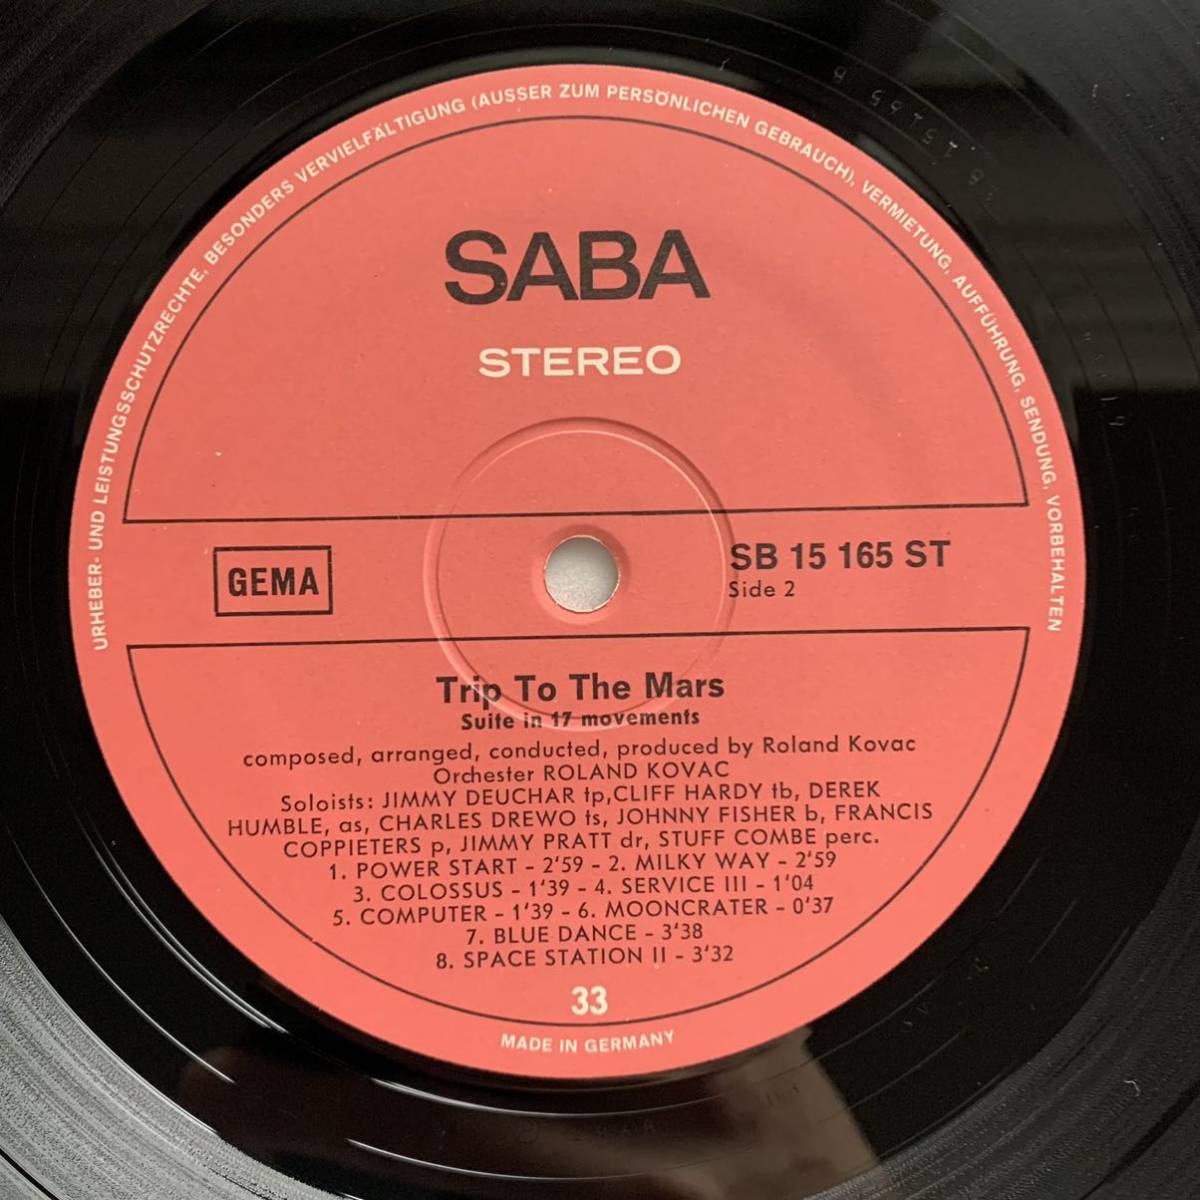 URHEBER- UND LEISTUNGSSCHUTZRECHTE, BESONDERS VERVIELFÄLTIGUNG (AUSSER ZUM PERSÖNLICHEN GEBRAUCH), VERMIETUNG, AUFFÜHRUNG, SENDUNG, VORBEHALTEN
SABA
STEREO
GEMA
SB 15 165 ST
Side 2
Trip To The Mars
Suite in 17 movements
composed, arranged, conducted, produced by Roland Kovac
Orchester ROLAND KOVAC
Soloists: JIMMY DEUCHAR tp,CLIFF HARDY tb, DEREK
HUMBLE, as, CHARLES DREWO ts, JOHNNY FISHER b, FRANCIS
COPPIETERS p, JIMMY PRATT dr, STUFF COMBE perc.
1. POWER START - 2'59 - 2. MILKY WAY - 2'59
3. COLOSSUS - 1'39 - 4. SERVICE III - 1'04
5. COMPUTER - 1'39 - 6. MOONCRATER - 0'37
7. BLUE DANCE - 3'38
8. SPACE STATION II - 3'32
33
MADE IN GERMANY